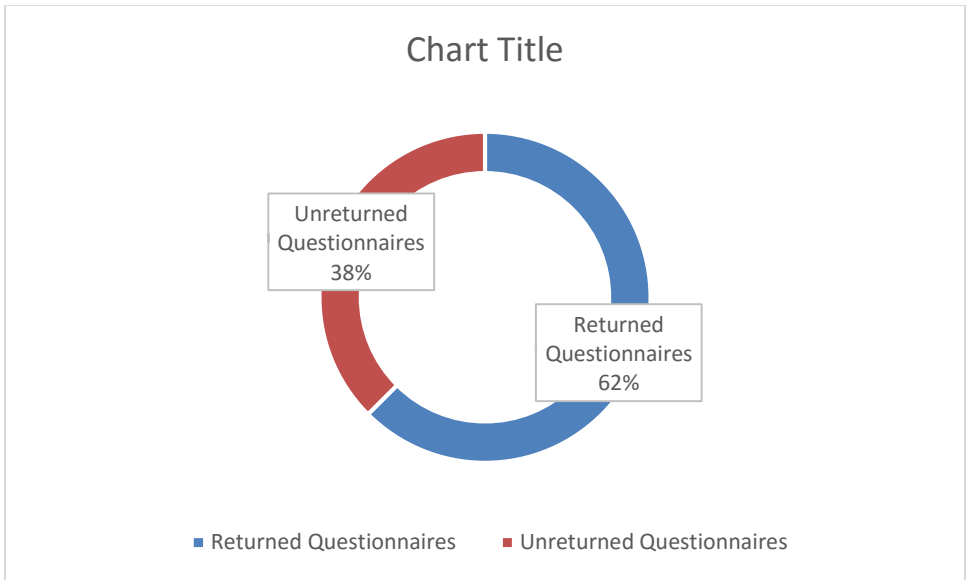 Chart Title
Unreturned
Questionnaires
38%
Returned
Questionnaires
62%
Returned Questionnaires
Unreturned Questionnaires